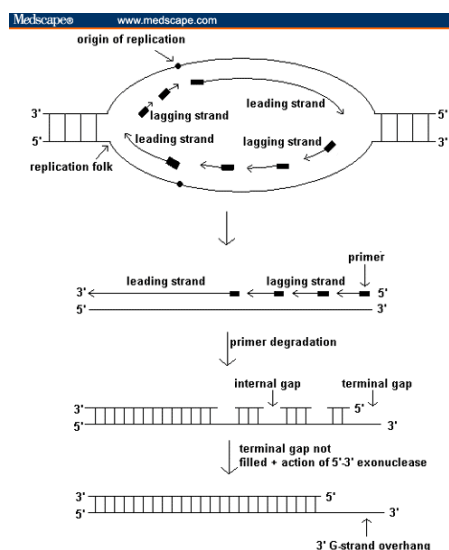 Medscape® www.medscape.com
origin of replication
leading strand
3' lagging strand 5'
5' leading strand lagging strand 3'
replication folk
primer
leading strand lagging strand
3' 5'
5' 3'
primer degradation
internal gap terminal gap
3' 5'
5' 3'
terminal gap not
filled + action of 5'-3' exonuclease
3' 5'
5' 3'
3' G-strand overhang